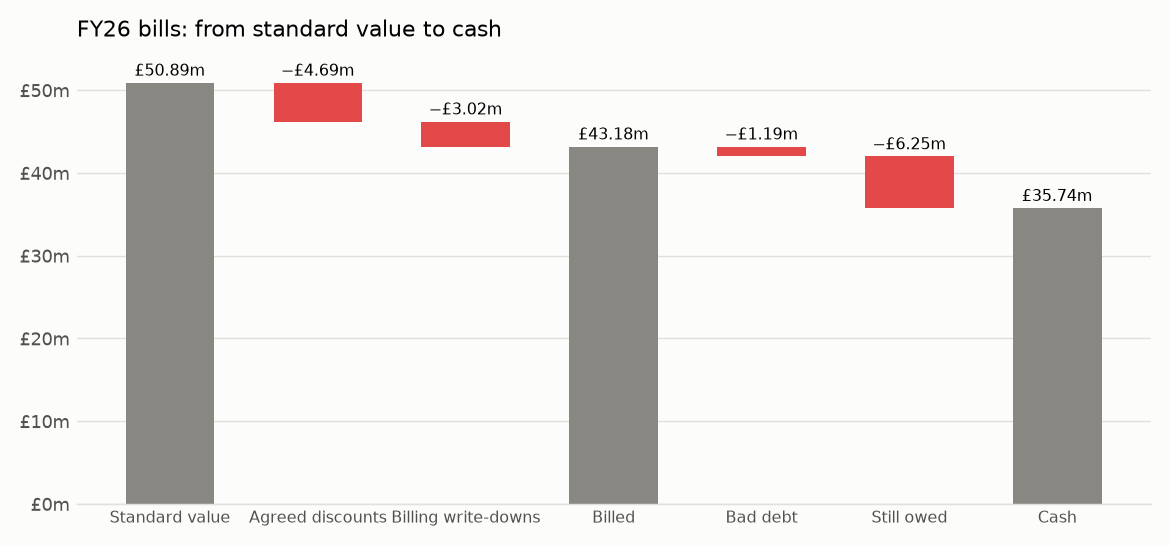 FY26 bills: from standard value to cash
£50.89m
−£4.69m
−£3.02m
£43.18m
−£1.19m
−£6.25m
£35.74m
£50m
£40m
£30m
£20m
£10m
£0m
Standard value
Agreed discounts
Billing write-downs
Billed
Bad debt
Still owed
Cash